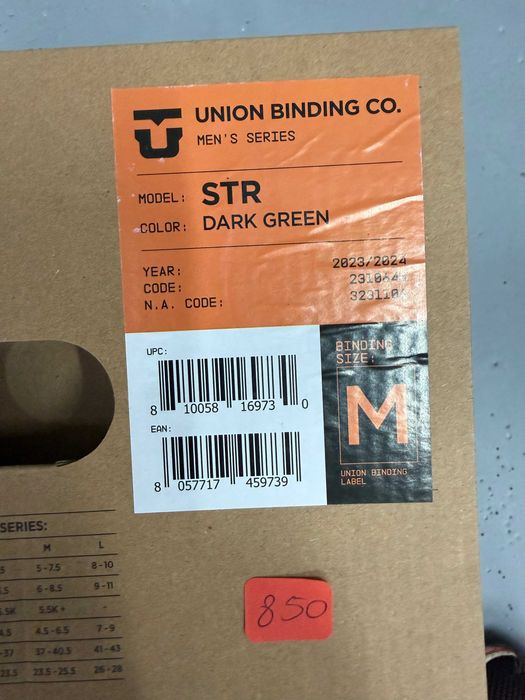 UNION BINDING CO.
MEN'S SERIES
MODEL: STR
COLOR: DARK GREEN
YEAR: 2023/2024
CODE:
N.A. CODE:
UPC:
8 10058 16973 0
EAN:
8 057717 459739
BINDING
SIZE:
M
UNION BINDING
LABEL
SERIES:
M L
5-7.5 8-10
6-8.5 9-11
5.5K+ -
4.5-6.5 7-9
37-40.5 41-43
23.5-25.5 26-28
850